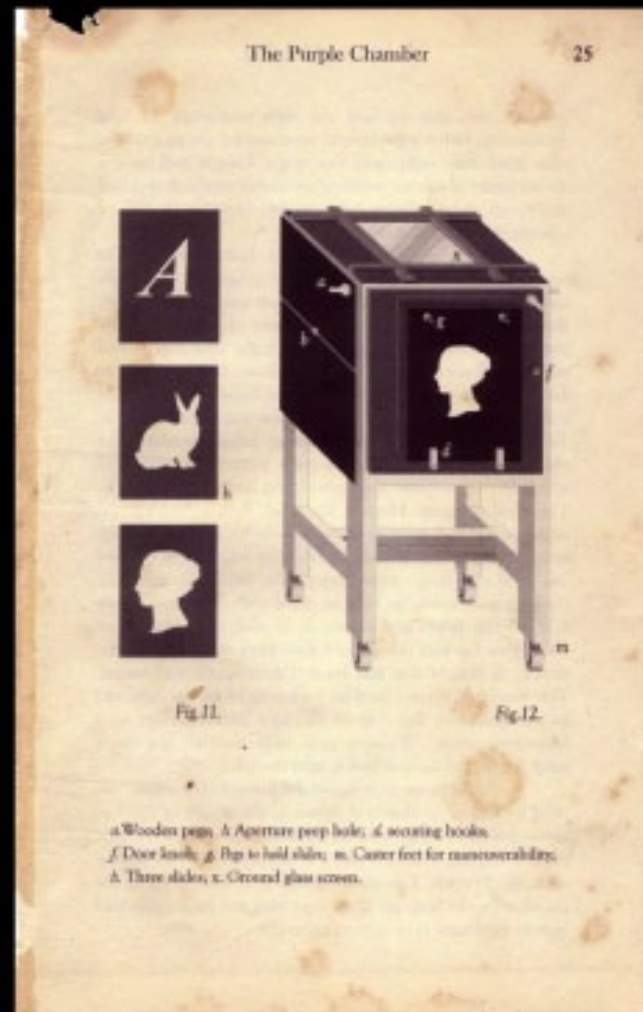 The Purple Chamber 25
A
a
b
g
e
f
d
m
h
Fig.11. Fig.12.
a.Wooden pegs; b Aperture peep hole; d. securing hooks;
f. Door knob; g. Pegs to hold slides; m. Caster feet for maneuverability;
h. Three slides; x. Ground glass screen.